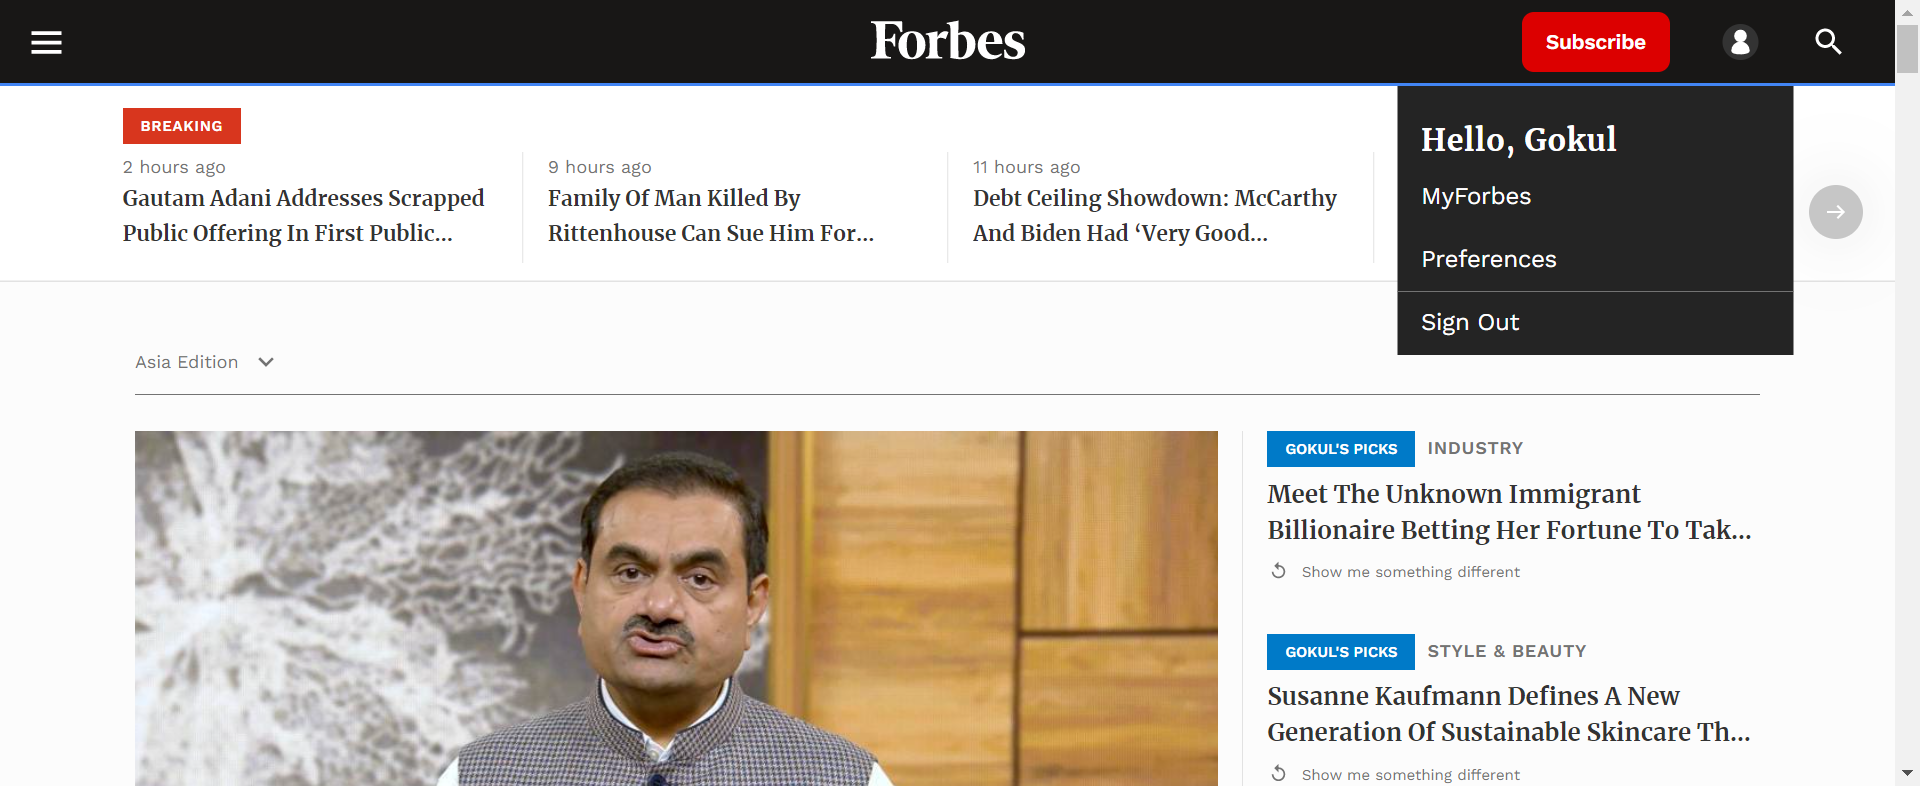 Forbes
Subscribe
BREAKING
2 hours ago
Gautam Adani Addresses Scrapped
Public Offering In First Public...
9 hours ago
Family Of Man Killed By
Rittenhouse Can Sue Him For...
11 hours ago
Debt Ceiling Showdown: McCarthy
And Biden Had ‘Very Good...
Hello, Gokul
MyForbes
Preferences
Sign Out
Asia Edition
GOKUL'S PICKS INDUSTRY
Meet The Unknown Immigrant
Billionaire Betting Her Fortune To Tak...
Show me something different
GOKUL'S PICKS STYLE & BEAUTY
Susanne Kaufmann Defines A New
Generation Of Sustainable Skincare Th...
Show me something different